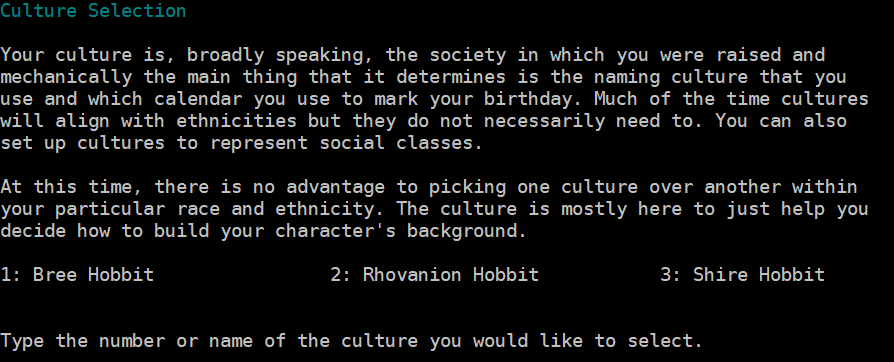 Culture Selection
Your culture is, broadly speaking, the society in which you were raised and
mechanically the main thing that it determines is the naming culture that you
use and which calendar you use to mark your birthday. Much of the time cultures
will align with ethnicities but they do not necessarily need to. You can also
set up cultures to represent social classes.
At this time, there is no advantage to picking one culture over another within
your particular race and ethnicity. The culture is mostly here to just help you
decide how to build your character's background.
1: Bree Hobbit 2: Rhovanion Hobbit 3: Shire Hobbit
Type the number or name of the culture you would like to select.